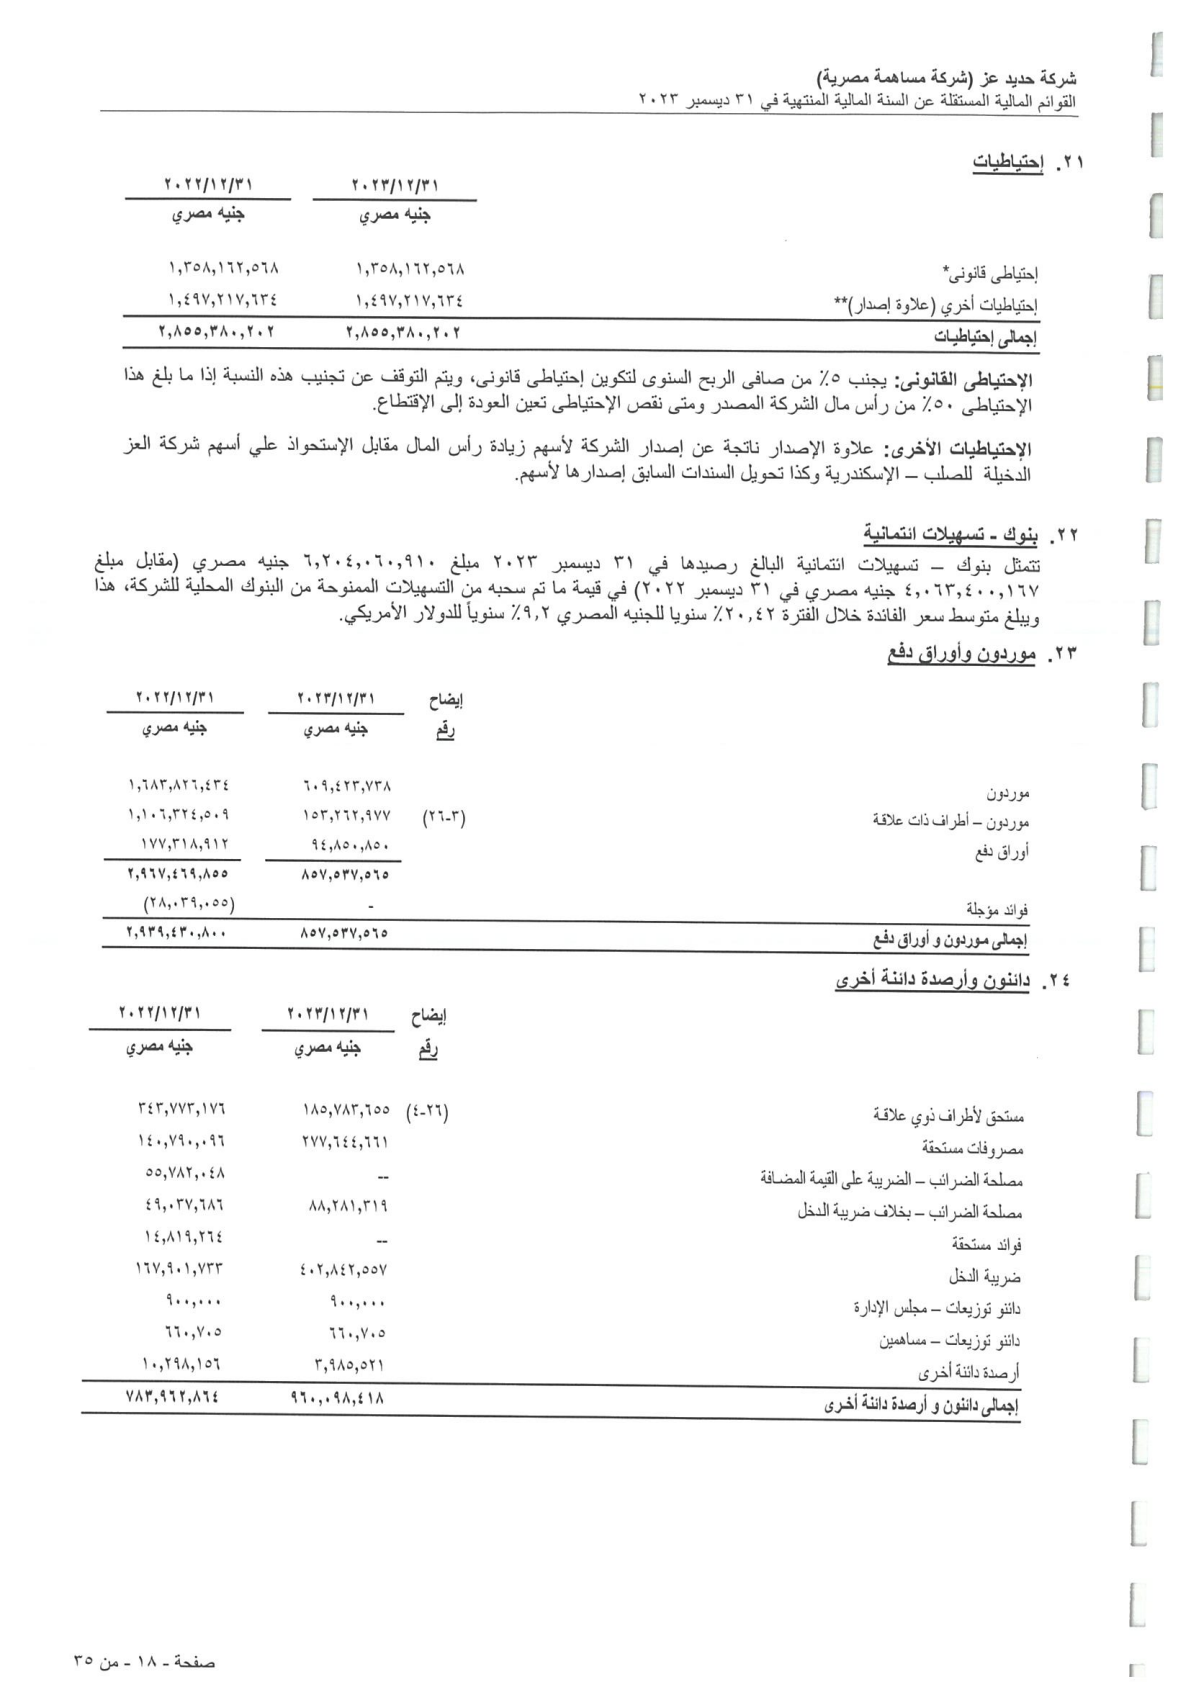 شركة حديد عز (شركة مساهمة مصرية)
القوائم المالية المستقلة عن السنة المالية المنتهية في ٣١ ديسمبر ٢٠٢٣
٢١. إحتياطيات
٢٠٢٣/١٢/٣١ ٢٠٢٢/١٢/٣١
جنيه مصري جنيه مصري
إحتياطى قانونى* ١,٣٥٨,١٦٢,٥٦٨ ١,٣٥٨,١٦٢,٥٦٨
إحتياطيات أخري (علاوة إصدار)** ١,٤٩٧,٢١٧,٦٣٤ ١,٤٩٧,٢١٧,٦٣٤
إجمالى إحتياطيات ٢,٨٥٥,٣٨٠,٢٠٢ ٢,٨٥٥,٣٨٠,٢٠٢
الإحتياطى القانونى: يجنب ٥٪ من صافى الربح السنوى لتكوين إحتياطى قانونى، ويتم التوقف عن تجنيب هذه النسبة إذا ما بلغ هذا
الإحتياطى ٥٠٪ من رأس مال الشركة المصدر ومتى نقص الإحتياطى تعين العودة إلى الإقتطاع.
الإحتياطيات الأخرى: علاوة الإصدار ناتجة عن إصدار الشركة لأسهم زيادة رأس المال مقابل الإستحواذ علي أسهم شركة العز
الدخيلة للصلب – الإسكندرية وكذا تحويل السندات السابق إصدارها لأسهم.
٢٢. بنوك - تسهيلات ائتمانية
تتمثل بنوك – تسهيلات ائتمانية البالغ رصيدها في ٣١ ديسمبر ٢٠٢٣ مبلغ ٦,٢٠٤,٠٦٠,٩١٠ جنيه مصري (مقابل مبلغ
٤,٠٦٣,٤٠٠,١٦٧ جنيه مصري في ٣١ ديسمبر ٢٠٢٢) في قيمة ما تم سحبه من التسهيلات الممنوحة من البنوك المحلية للشركة، هذا
ويبلغ متوسط سعر الفائدة خلال الفترة ٢٠,٤٢٪ سنويا للجنيه المصري ٩,٢٪ سنوياً للدولار الأمريكي.
٢٣. موردون وأوراق دفع
إيضاح ٢٠٢٣/١٢/٣١ ٢٠٢٢/١٢/٣١
رقم جنيه مصري جنيه مصري
موردون ٦٠٩,٤٢٣,٧٣٨ ١,٦٨٣,٨٢٦,٤٣٤
موردون – أطراف ذات علاقة (٣-٢٦) ١٥٣,٢٦٢,٩٧٧ ١,١٠٦,٣٢٤,٥٠٩
أوراق دفع ٩٤,٨٥٠,٨٥٠ ١٧٧,٣١٨,٩١٢
٨٥٧,٥٣٧,٥٦٥ ٢,٩٦٧,٤٦٩,٨٥٥
فوائد مؤجلة - (٢٨,٠٣٩,٠٥٥)
إجمالى موردون و أوراق دفع ٨٥٧,٥٣٧,٥٦٥ ٢,٩٣٩,٤٣٠,٨٠٠
٢٤. دائنون وأرصدة دائنة أخرى
إيضاح ٢٠٢٣/١٢/٣١ ٢٠٢٢/١٢/٣١
رقم جنيه مصري جنيه مصري
مستحق لأطراف ذوي علاقة (٢٦-٤) ١٨٥,٧٨٣,٦٥٥ ٣٤٣,٧٧٣,١٧٦
مصروفات مستحقة ٢٧٧,٦٤٤,٦٦١ ١٤٠,٧٩٠,٠٩٦
مصلحة الضرائب – الضريبة على القيمة المضافة -- ٥٥,٧٨٢,٠٤٨
مصلحة الضرائب – بخلاف ضريبة الدخل ٨٨,٢٨١,٣١٩ ٤٩,٠٣٧,٦٨٦
فوائد مستحقة -- ١٤,٨١٩,٢٦٤
ضريبة الدخل ٤٠٢,٨٤٢,٥٥٧ ١٦٧,٩٠١,٧٣٣
دائنو توزيعات – مجلس الإدارة ٩٠٠,٠٠٠ ٩٠٠,٠٠٠
دائنو توزيعات – مساهمين ٦٦٠,٧٠٥ ٦٦٠,٧٠٥
أرصدة دائنة أخرى ٣,٩٨٥,٥٢١ ١٠,٢٩٨,١٥٦
إجمالى دائنون و أرصدة دائنة أخرى ٩٦٠,٠٩٨,٤١٨ ٧٨٣,٩٦٢,٨٦٤
صفحة - ١٨ - من ٣٥